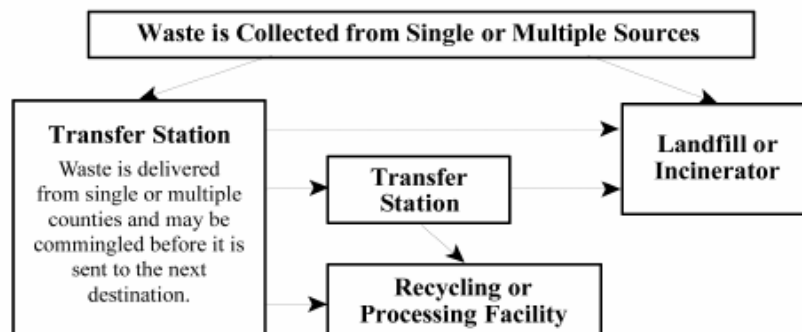 Waste is Collected from Single or Multiple Sources
Transfer Station
Waste is delivered
from single or multiple
counties and may be
commingled before it is
sent to the next
destination.
Transfer
Station
Landfill or
Incinerator
Recycling or
Processing Facility